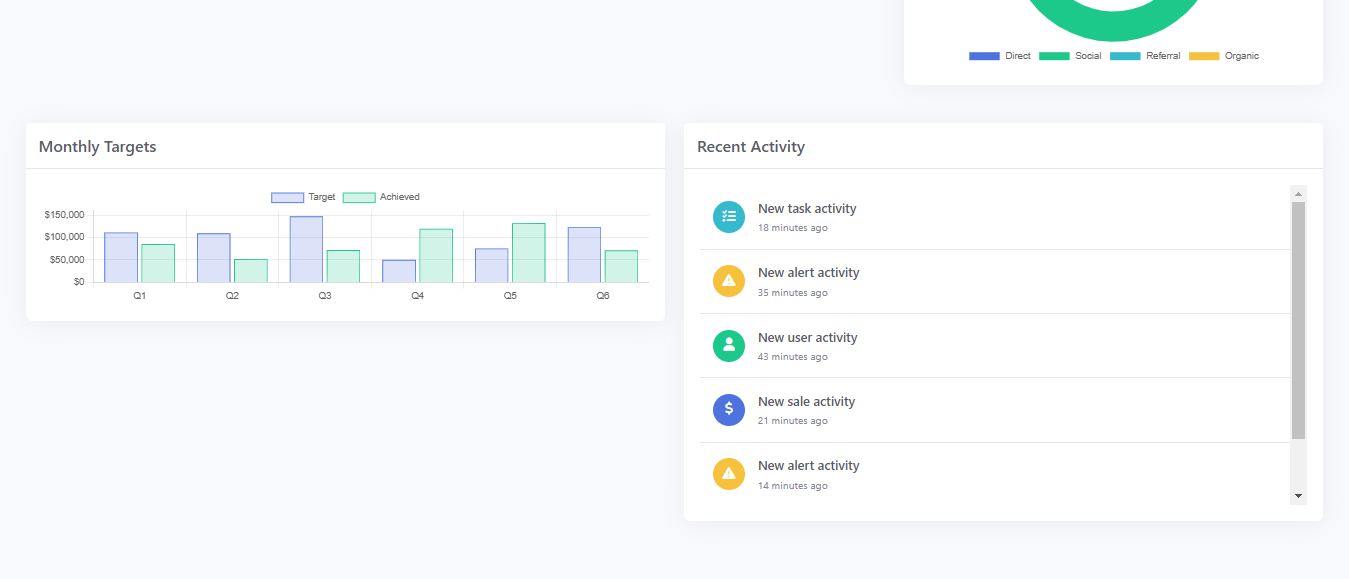 Direct Social Referral Organic
Monthly Targets
Target Achieved
$150,000
$100,000
$50,000
$0
Q1 Q2 Q3 Q4 Q5 Q6
Recent Activity
New task activity
18 minutes ago
New alert activity
35 minutes ago
New user activity
43 minutes ago
New sale activity
21 minutes ago
New alert activity
14 minutes ago